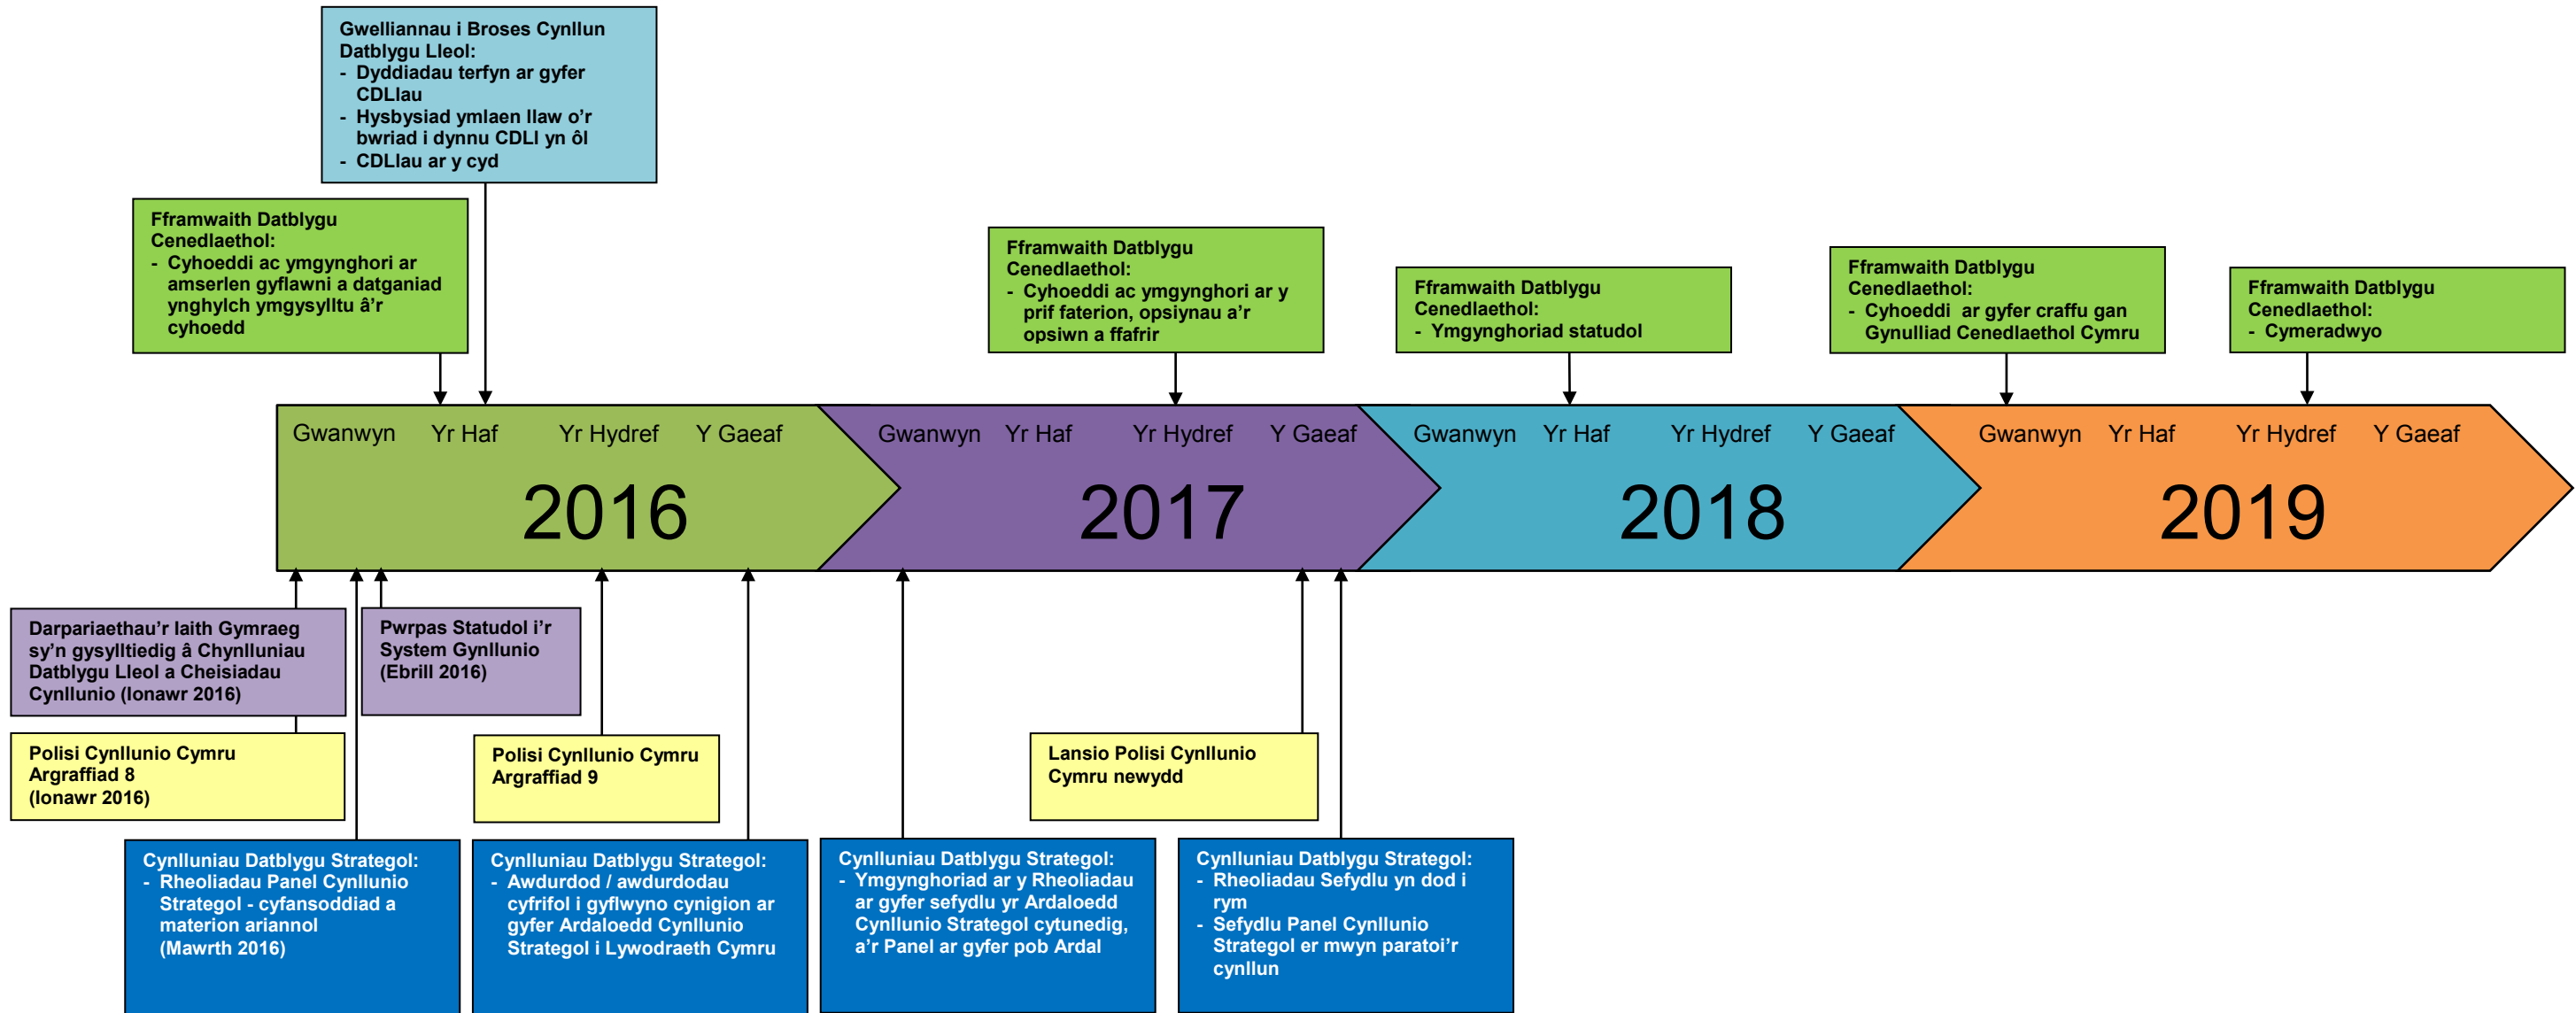 Gwelliannau i Broses Cynllun
Datblygu Lleol:
- Dyddiadau terfyn ar gyfer
CDLlau
- Hysbysiad ymlaen llaw o'r
bwriad i dynnu CDLl yn ôl
- CDLlau ar y cyd
Fframwaith Datblygu
Cenedlaethol:
- Cyhoeddi ac ymgynghori ar
amserlen gyflawni a datganiad
ynghylch ymgysylltu â'r
cyhoedd
Fframwaith Datblygu
Cenedlaethol:
- Cyhoeddi ac ymgynghori ar y
prif faterion, opsiynau a'r
opsiwn a ffafrir
Fframwaith Datblygu
Cenedlaethol:
- Ymgynghoriad statudol
Fframwaith Datblygu
Cenedlaethol:
- Cyhoeddi ar gyfer craffu gan
Gynulliad Cenedlaethol Cymru
Fframwaith Datblygu
Cenedlaethol:
- Cymeradwyo
Gwanwyn Yr Haf Yr Hydref Y Gaeaf
2016
Gwanwyn Yr Haf Yr Hydref Y Gaeaf
2017
Gwanwyn Yr Haf Yr Hydref Y Gaeaf
2018
Gwanwyn Yr Haf Yr Hydref Y Gaeaf
2019
Darpariaethau'r Iaith Gymraeg
sy'n gysylltiedig â Chynlluniau
Datblygu Lleol a Cheisiadau
Cynllunio (Ionawr 2016)
Pwrpas Statudol i'r
System Gynllunio
(Ebrill 2016)
Polisi Cynllunio Cymru
Argraffiad 8
(Ionawr 2016)
Polisi Cynllunio Cymru
Argraffiad 9
Lansio Polisi Cynllunio
Cymru newydd
Cynlluniau Datblygu Strategol:
- Rheoliadau Panel Cynllunio
Strategol - cyfansoddiad a
materion ariannol
(Mawrth 2016)
Cynlluniau Datblygu Strategol:
- Awdurdod / awdurdodau
cyfrifol i gyflwyno cynigion ar
gyfer Ardaloedd Cynllunio
Strategol i Lywodraeth Cymru
Cynlluniau Datblygu Strategol:
- Ymgynghoriad ar y Rheoliadau
ar gyfer sefydlu yr Ardaloedd
Cynllunio Strategol cytunedig,
a'r Panel ar gyfer pob Ardal
Cynlluniau Datblygu Strategol:
- Rheoliadau Sefydlu yn dod i
rym
- Sefydlu Panel Cynllunio
Strategol er mwyn paratoi'r
cynllun